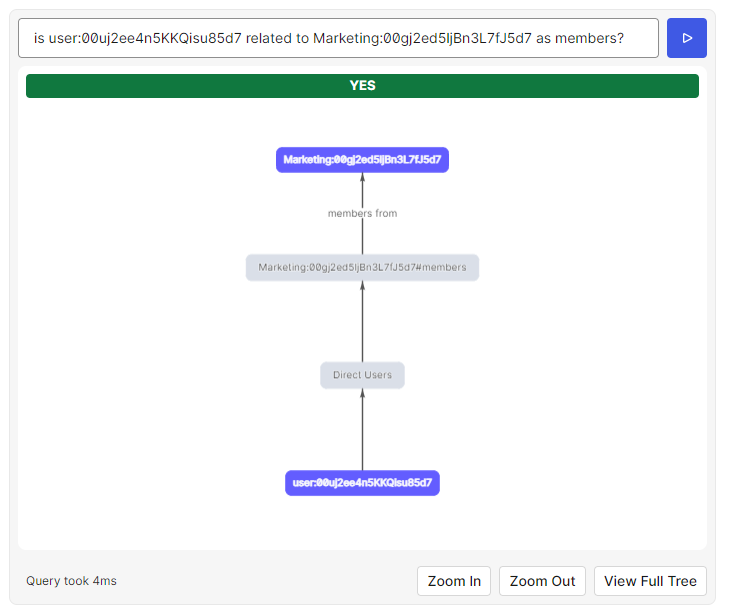 is user:00uj2ee4n5KKQisu85d7 related to Marketing:00gj2ed5ljBn3L7fJ5d7 as members?
YES
Marketing:00gj2ed5ljBn3L7fJ5d7
members from
Marketing:00gj2ed5ljBn3L7fJ5d7#members
Direct Users
user:00uj2ee4n5KKQisu85d7
Query took 4ms
Zoom In
Zoom Out
View Full Tree